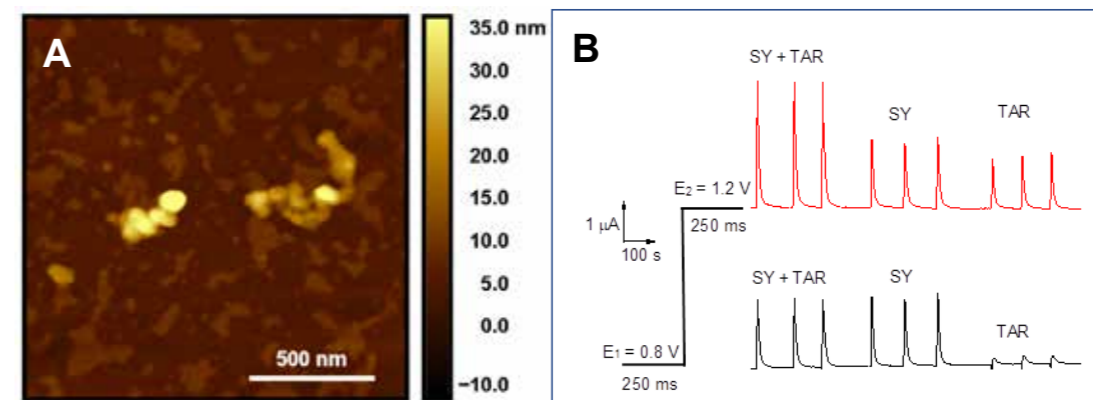 A
35.0 nm
30.0
25.0
20.0
15.0
10.0
5.0
0.0
−10.0
500 nm
B
SY + TAR
SY
TAR
E₂ = 1.2 V
250 ms
1 µA
100 s
SY + TAR
SY
TAR
E₁ = 0.8 V
250 ms